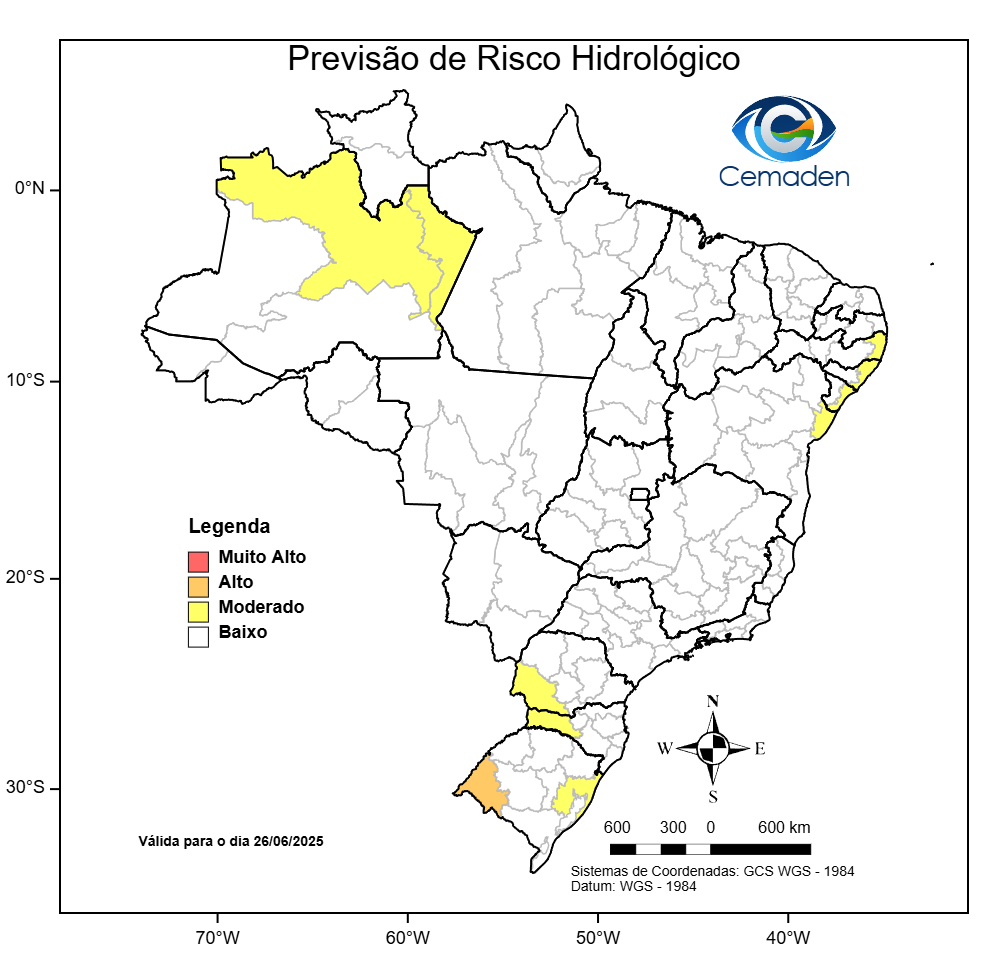 Previsão de Risco Hidrológico
Cemaden
0°N
10°S
20°S
30°S
Legenda
Muito Alto
Alto
Moderado
Baixo
N
W
E
S
Válida para o dia 26/06/2025
600 300 0 600 km
Sistemas de Coordenadas: GCS WGS - 1984
Datum: WGS - 1984
70°W 60°W 50°W 40°W